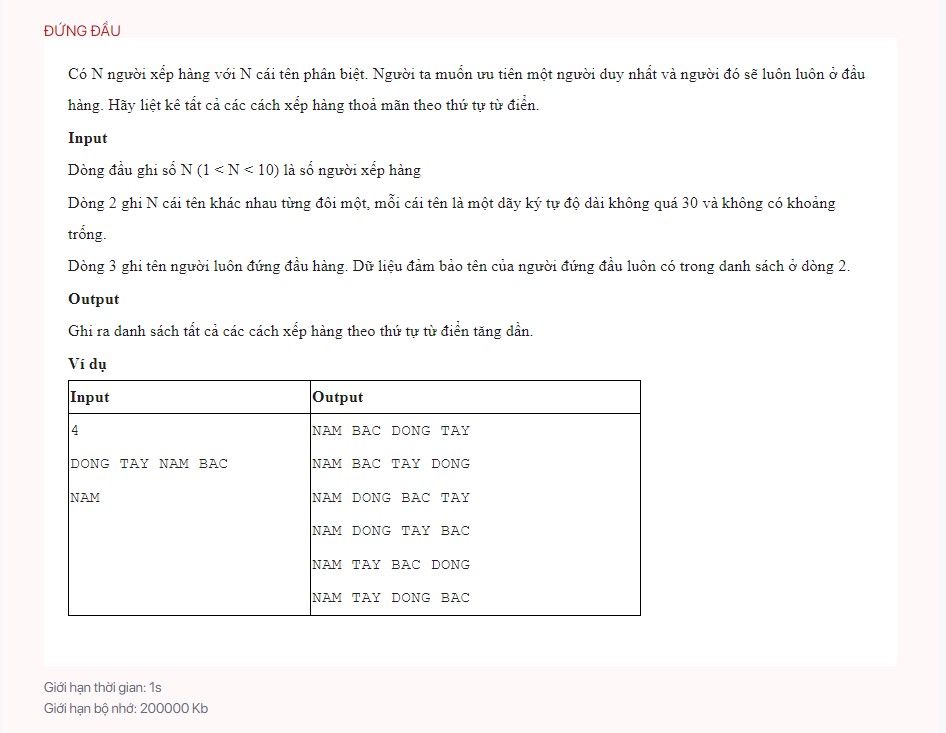 ĐỨNG ĐẦU
Có N người xếp hàng với N cái tên phân biệt. Người ta muốn ưu tiên một người duy nhất và người đó sẽ luôn luôn ở đầu
hàng. Hãy liệt kê tất cả các cách xếp hàng thoả mãn theo thứ tự từ điển.
Input
Dòng đầu ghi số N (1 < N < 10) là số người xếp hàng
Dòng 2 ghi N cái tên khác nhau từng đôi một, mỗi cái tên là một dãy ký tự độ dài không quá 30 và không có khoảng
trống.
Dòng 3 ghi tên người luôn đứng đầu hàng. Dữ liệu đảm bảo tên của người đứng đầu luôn có trong danh sách ở dòng 2.
Output
Ghi ra danh sách tất cả các cách xếp hàng theo thứ tự từ điển tăng dần.
Ví dụ
Input Output
4 NAM BAC DONG TAY
DONG TAY NAM BAC NAM BAC TAY DONG
NAM NAM DONG BAC TAY
NAM DONG TAY BAC
NAM TAY BAC DONG
NAM TAY DONG BAC
Giới hạn thời gian: 1s
Giới hạn bộ nhớ: 200000 Kb